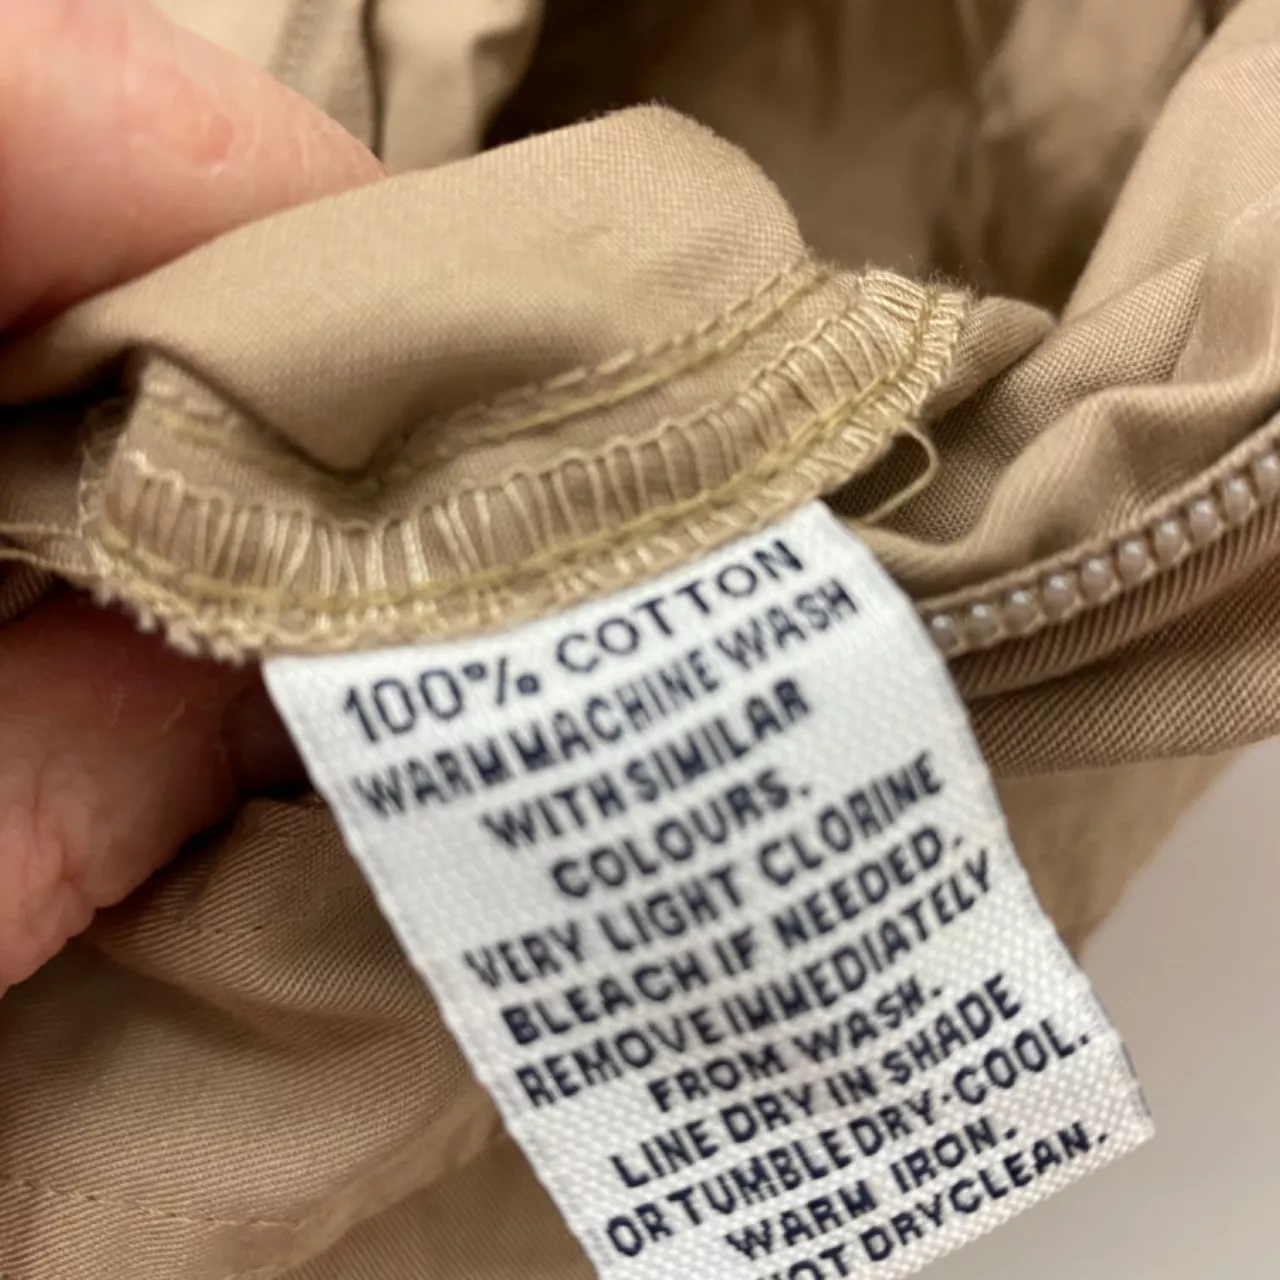 100% COTTON
WARM MACHINE WASH
WITH SIMILAR
COLOURS.
VERY LIGHT CLORINE
BLEACH IF NEEDED.
REMOVE IMMEDIATELY
FROM WASH.
LINE DRY IN SHADE
OR TUMBLE DRY·COOL.
WARM IRON.
NOT DRYCLEAN.